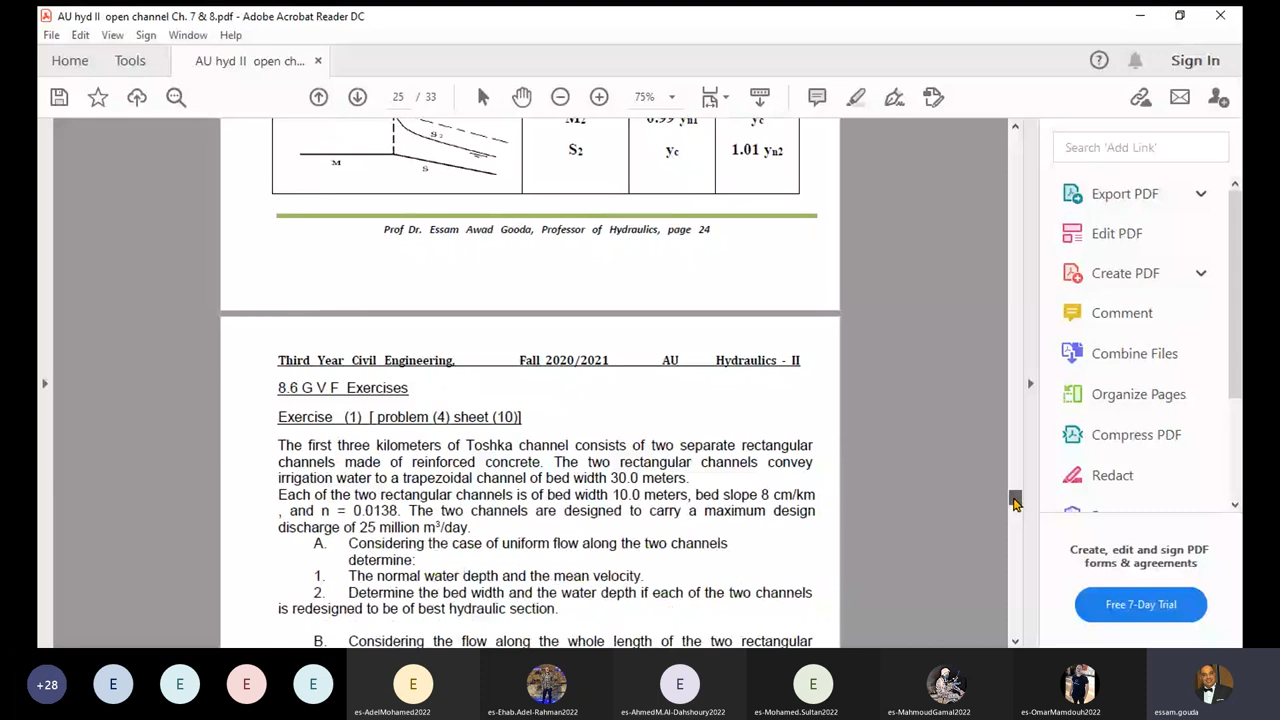 AU hyd II open channel Ch. 7 & 8.pdf - Adobe Acrobat Reader DC
File Edit View Sign Window Help
Home Tools AU hyd II open ch... × Sign In
25 / 33 75%
S₂
M S
M₂ 0.99 yn1 yc
S₂ yc 1.01 yn2
Prof Dr. Essam Awad Gooda, Professor of Hydraulics, page 24
Third Year Civil Engineering, Fall 2020/2021 AU Hydraulics - II
8.6 G V F Exercises
Exercise (1) [ problem (4) sheet (10)]
The first three kilometers of Toshka channel consists of two separate rectangular
channels made of reinforced concrete. The two rectangular channels convey
irrigation water to a trapezoidal channel of bed width 30.0 meters.
Each of the two rectangular channels is of bed width 10.0 meters, bed slope 8 cm/km
, and n = 0.0138. The two channels are designed to carry a maximum design
discharge of 25 million m³/day.
A. Considering the case of uniform flow along the two channels
determine:
1. The normal water depth and the mean velocity.
2. Determine the bed width and the water depth if each of the two channels
is redesigned to be of best hydraulic section.
B. Considering the flow along the whole length of the two rectangular
Search 'Add Link'
Export PDF
Edit PDF
Create PDF
Comment
Combine Files
Organize Pages
Compress PDF
Redact
Create, edit and sign PDF
forms & agreements
Free 7-Day Trial
+28 E E E E E E E
es-AdelMohamed2022 es-Ehab.Adel-Rahman2022 es-AhmedM.Al-Dahshoury2022 es-Mohamed.Sultan2022 es-MahmoudGamal2022 es-OmarMamdouh2022 essam.gouda